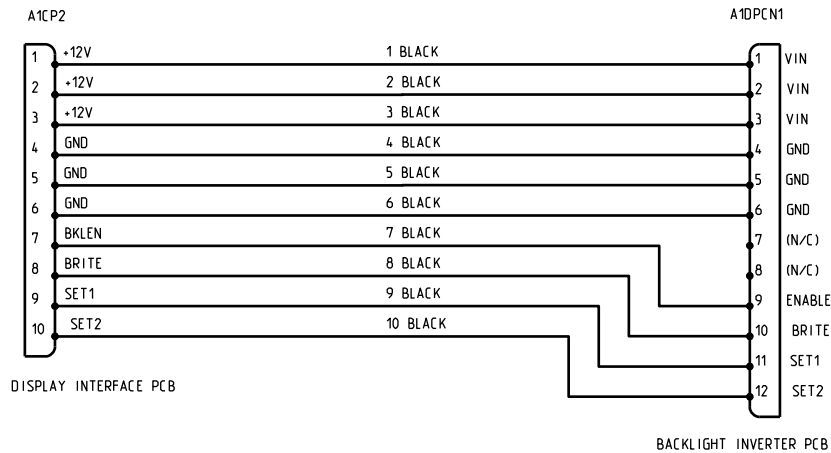 A1CP2 A1DPCN1
1 +12V 1 BLACK 1 VIN
2 +12V 2 BLACK 2 VIN
3 +12V 3 BLACK 3 VIN
4 GND 4 BLACK 4 GND
5 GND 5 BLACK 5 GND
6 GND 6 BLACK 6 GND
7 BKLEN 7 BLACK 7 (N/C)
8 BRITE 8 BLACK 8 (N/C)
9 SET1 9 BLACK 9 ENABLE
10 SET2 10 BLACK 10 BRITE
11 SET1
12 SET2
DISPLAY INTERFACE PCB
BACKLIGHT INVERTER PCB